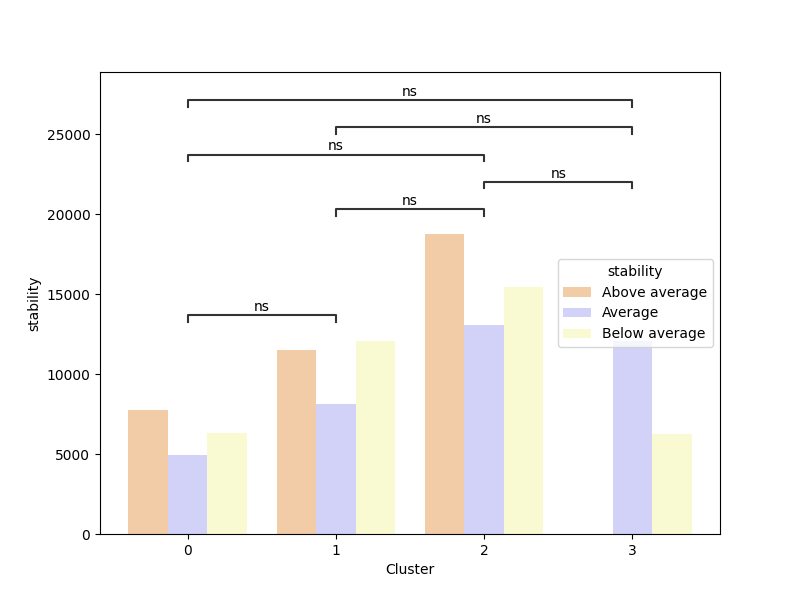 ns
ns
ns
ns
ns
ns
25000
20000
15000
10000
5000
0
stability
stability
Above average
Average
Below average
0 1 2 3
Cluster